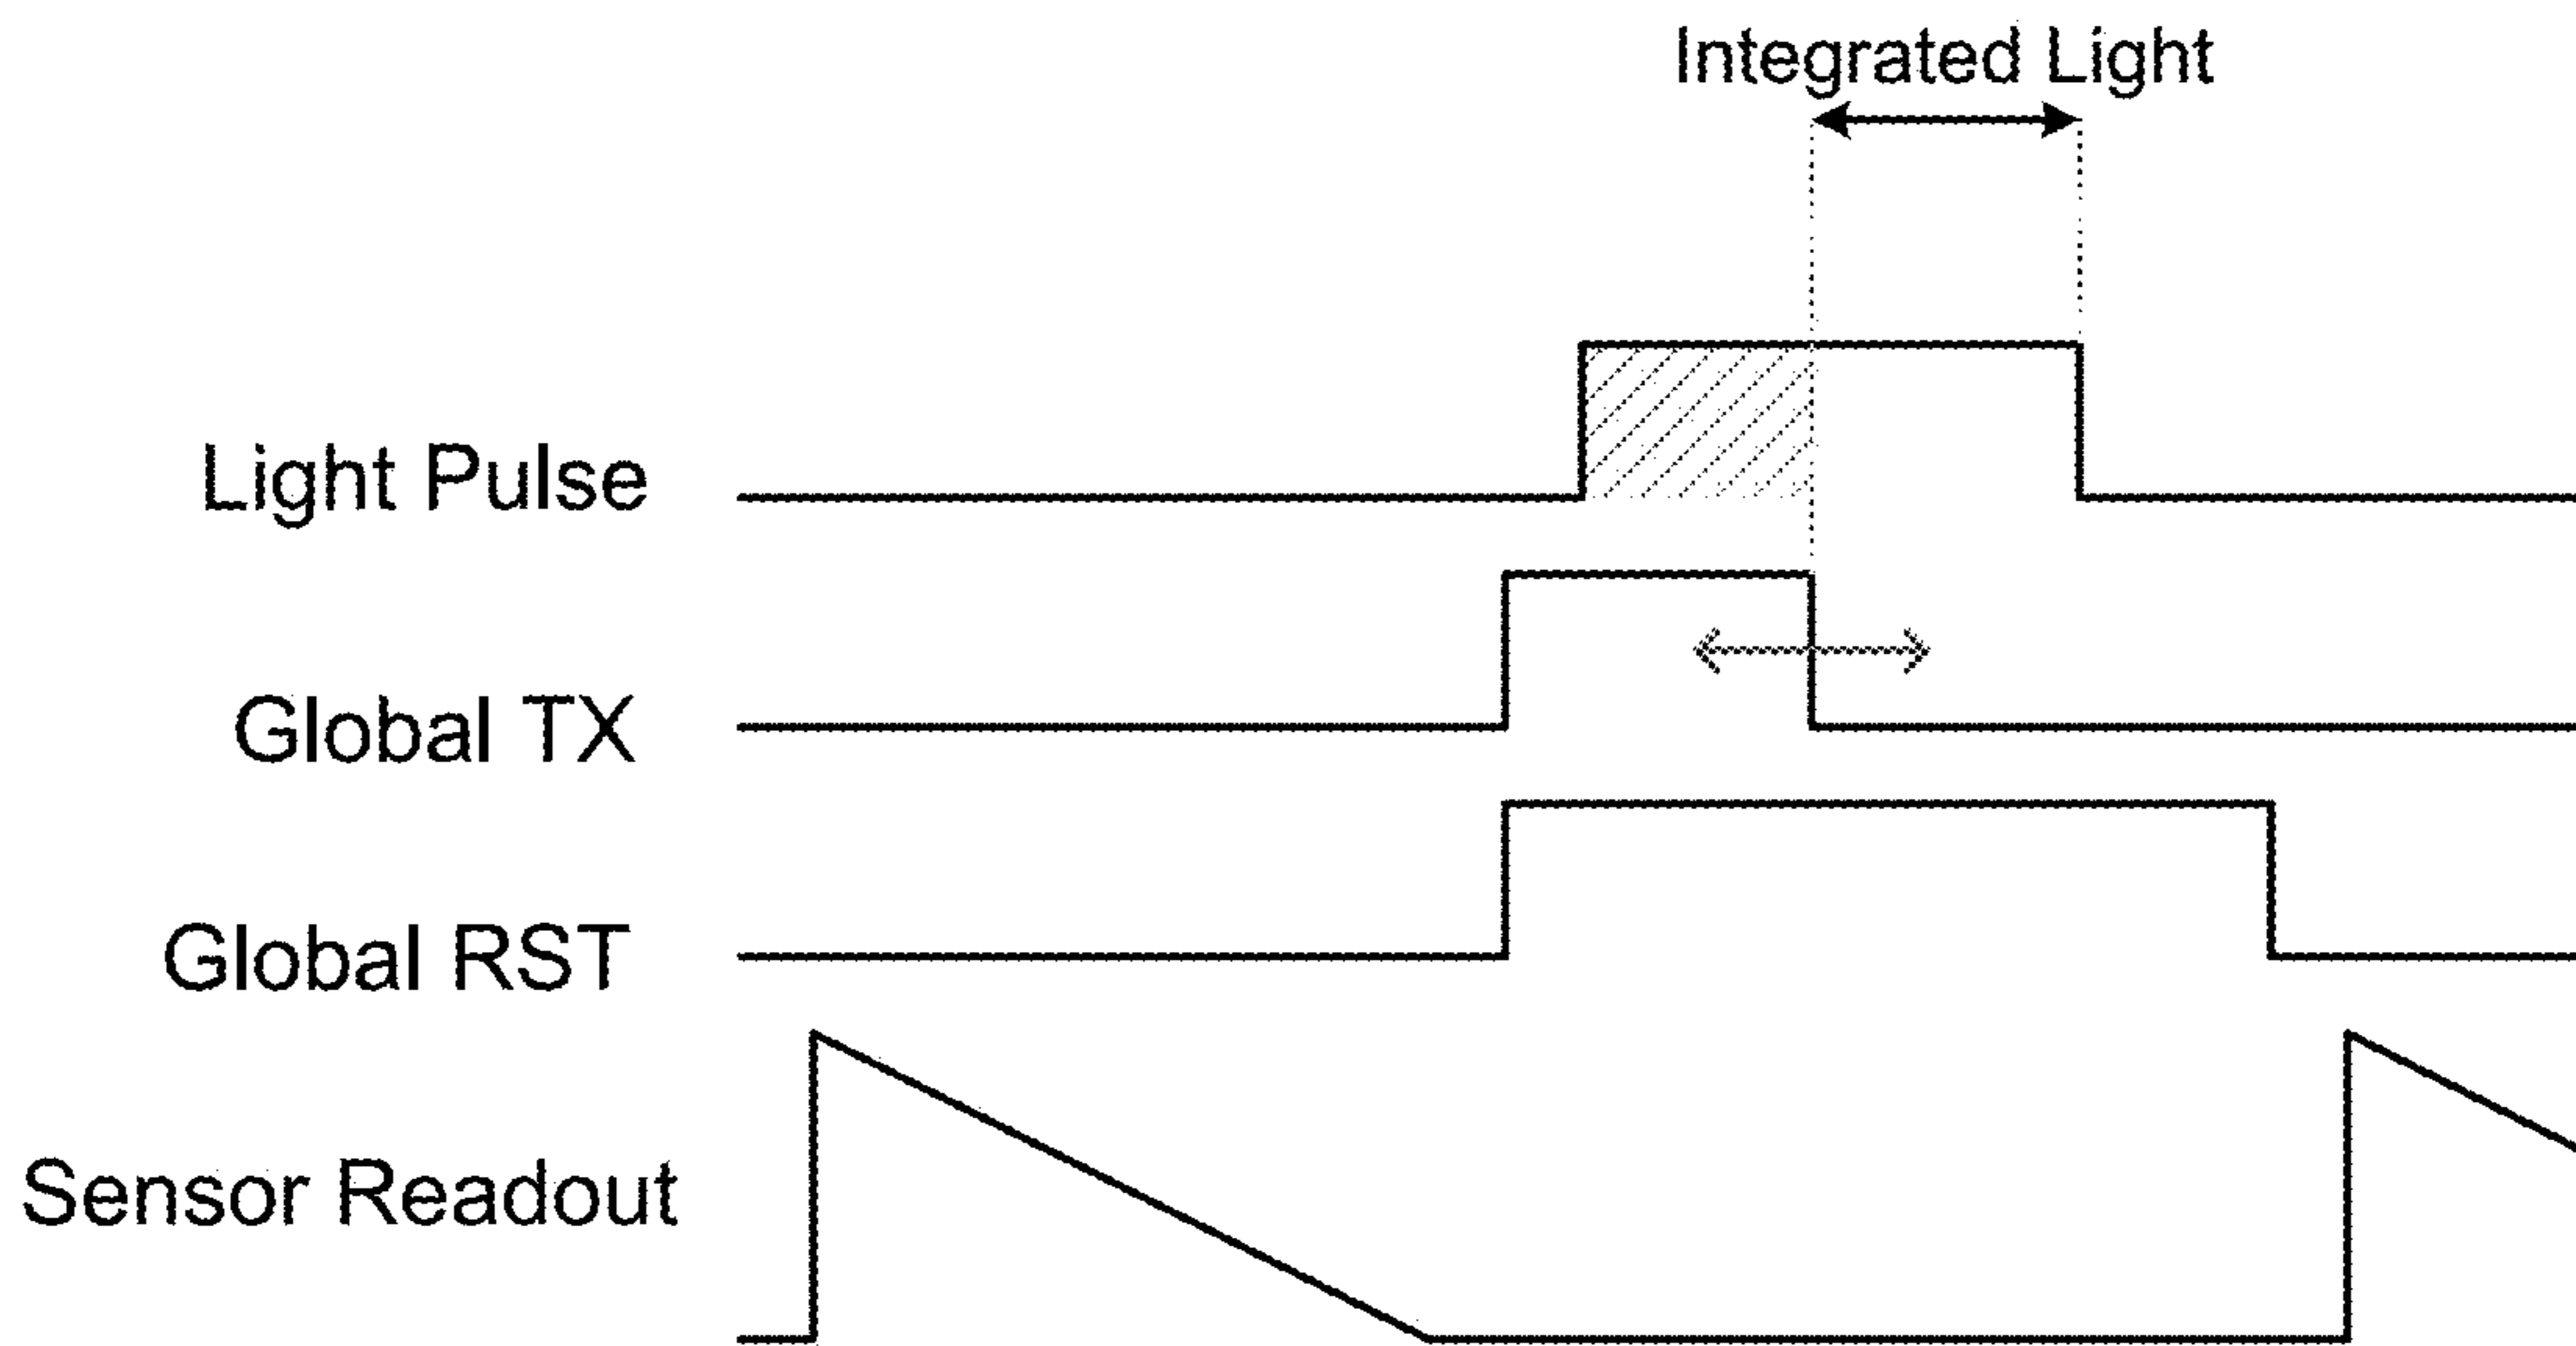 Integrated Light
Light Pulse
Global TX
Global RST
Sensor Readout